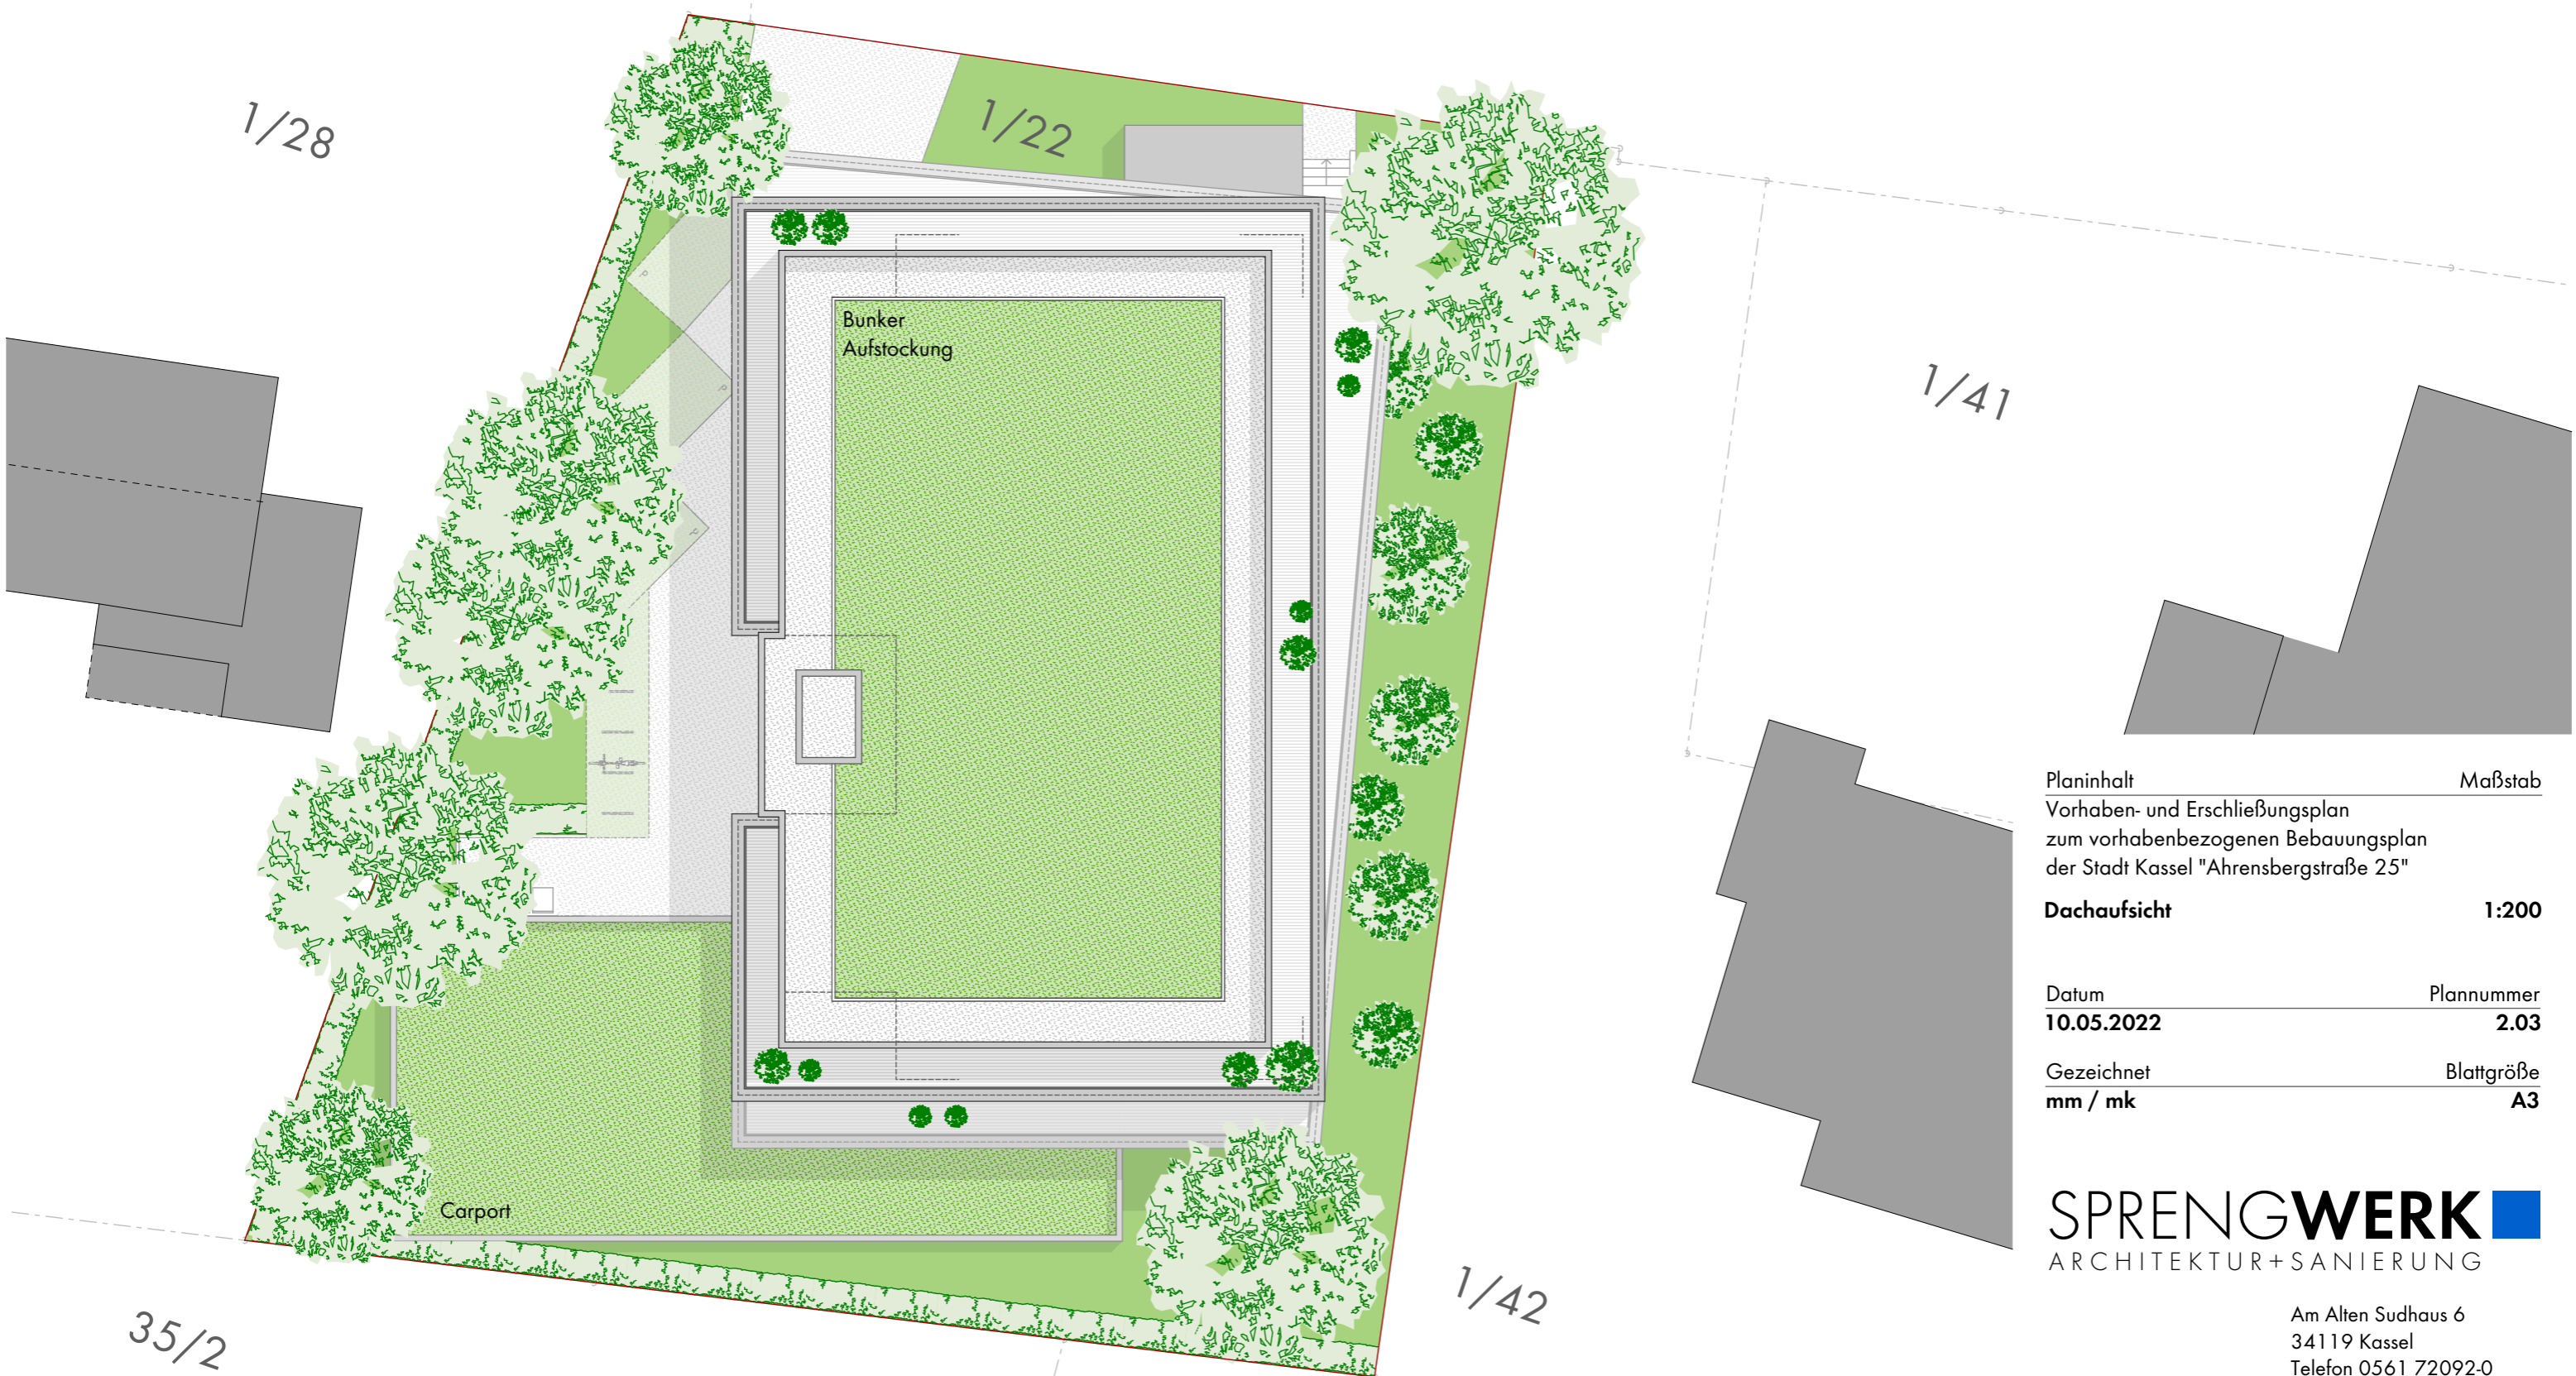 1/28
1/22
1/41
Bunker
Aufstockung
P
P
P
Carport
35/2
1/42
Planinhalt Maßstab
Vorhaben- und Erschließungsplan
zum vorhabenbezogenen Bebauungsplan
der Stadt Kassel "Ahrensbergstraße 25"
Dachaufsicht 1:200
Datum Plannummer
10.05.2022 2.03
Gezeichnet Blattgröße
mm / mk A3
SPRENGWERK
ARCHITEKTUR+SANIERUNG
Am Alten Sudhaus 6
34119 Kassel
Telefon 0561 72092-0